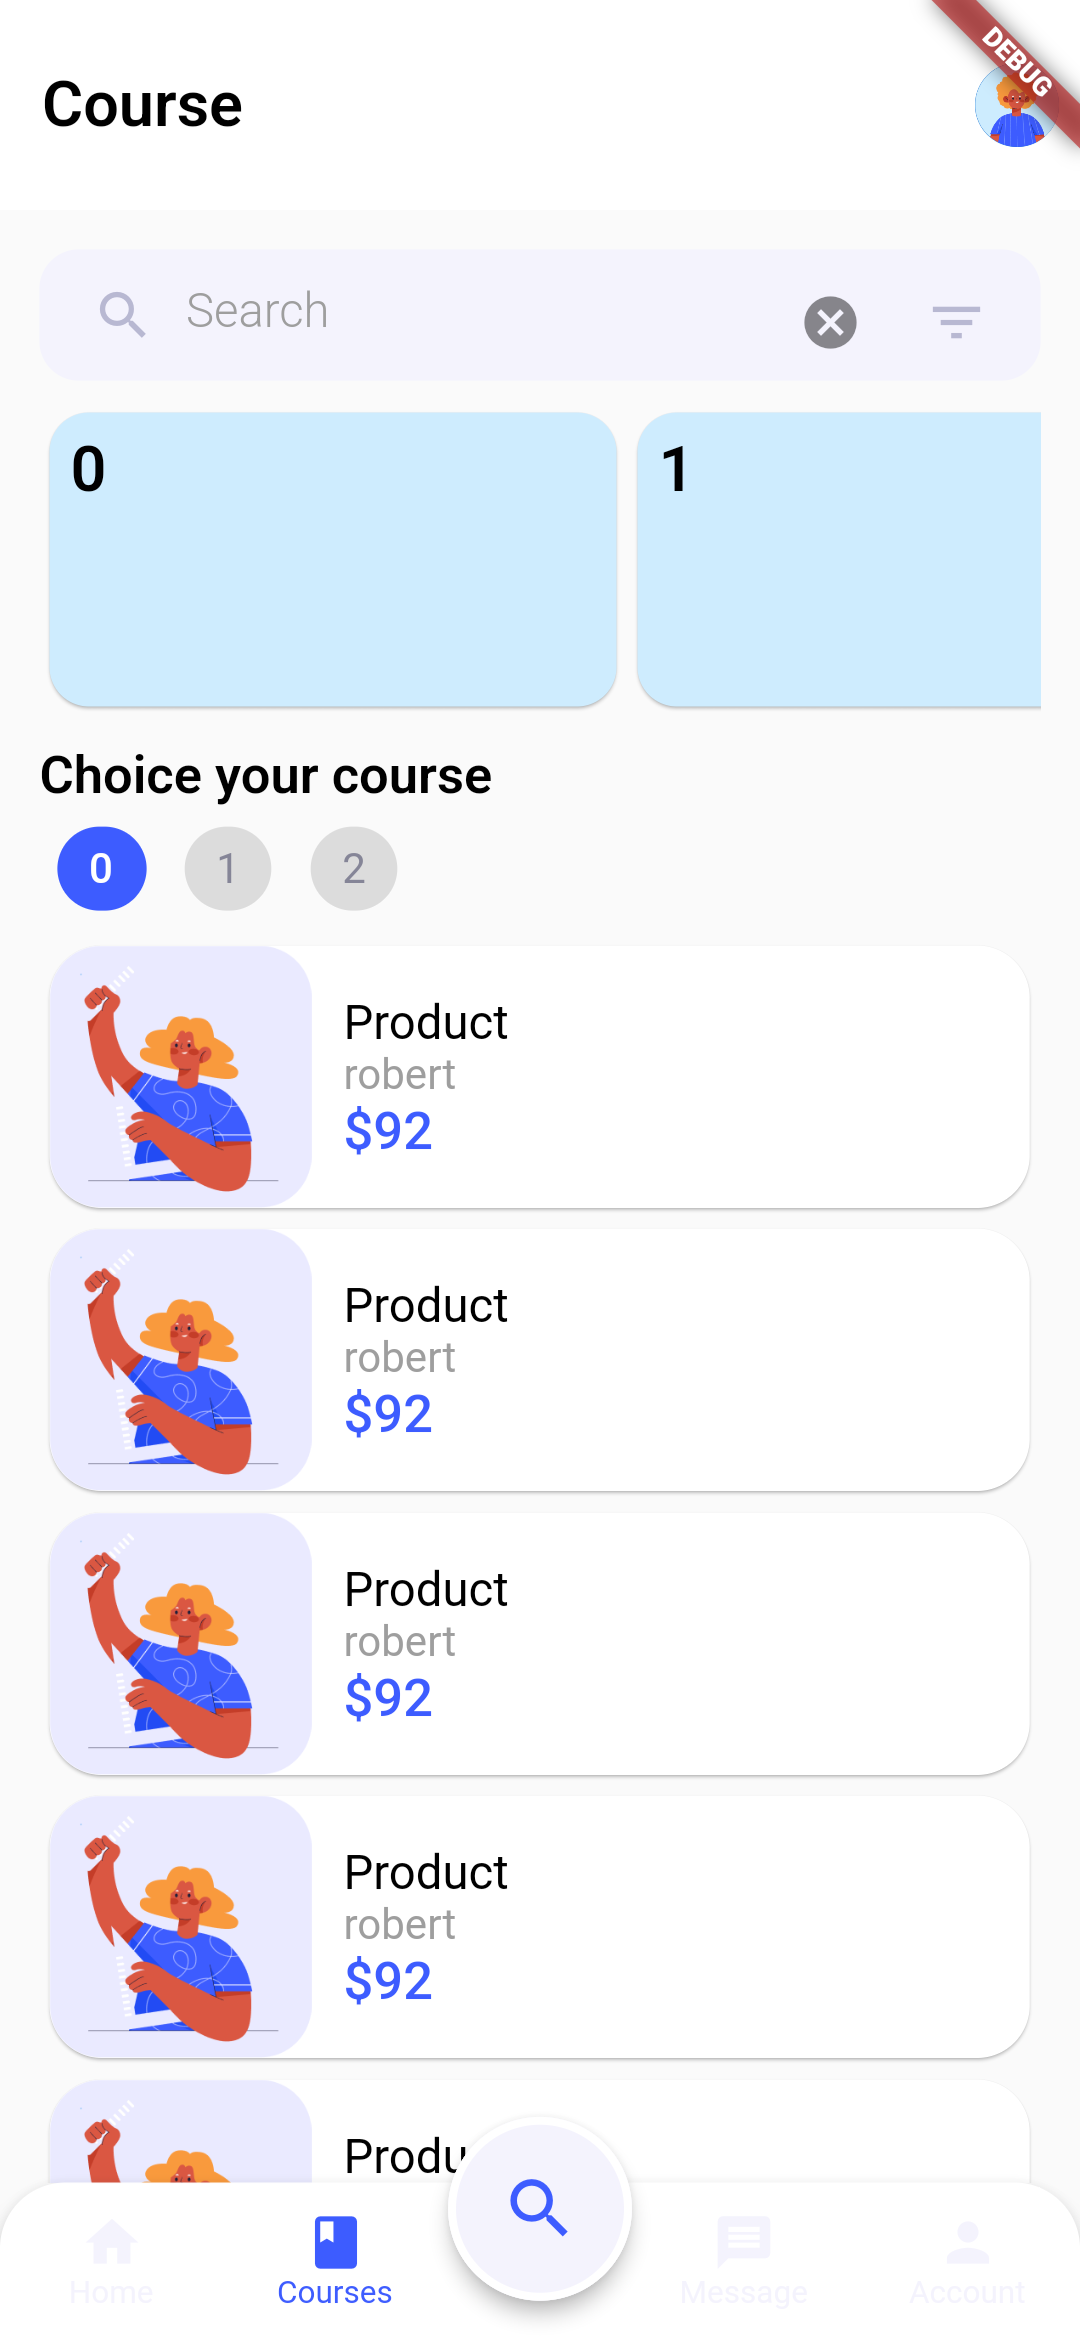 DEBUG
Course
Search
0
1
Choice your course
0
1
2
Product
robert
$92
Product
robert
$92
Product
robert
$92
Product
robert
$92
Produ
Home
Courses
Message
Account